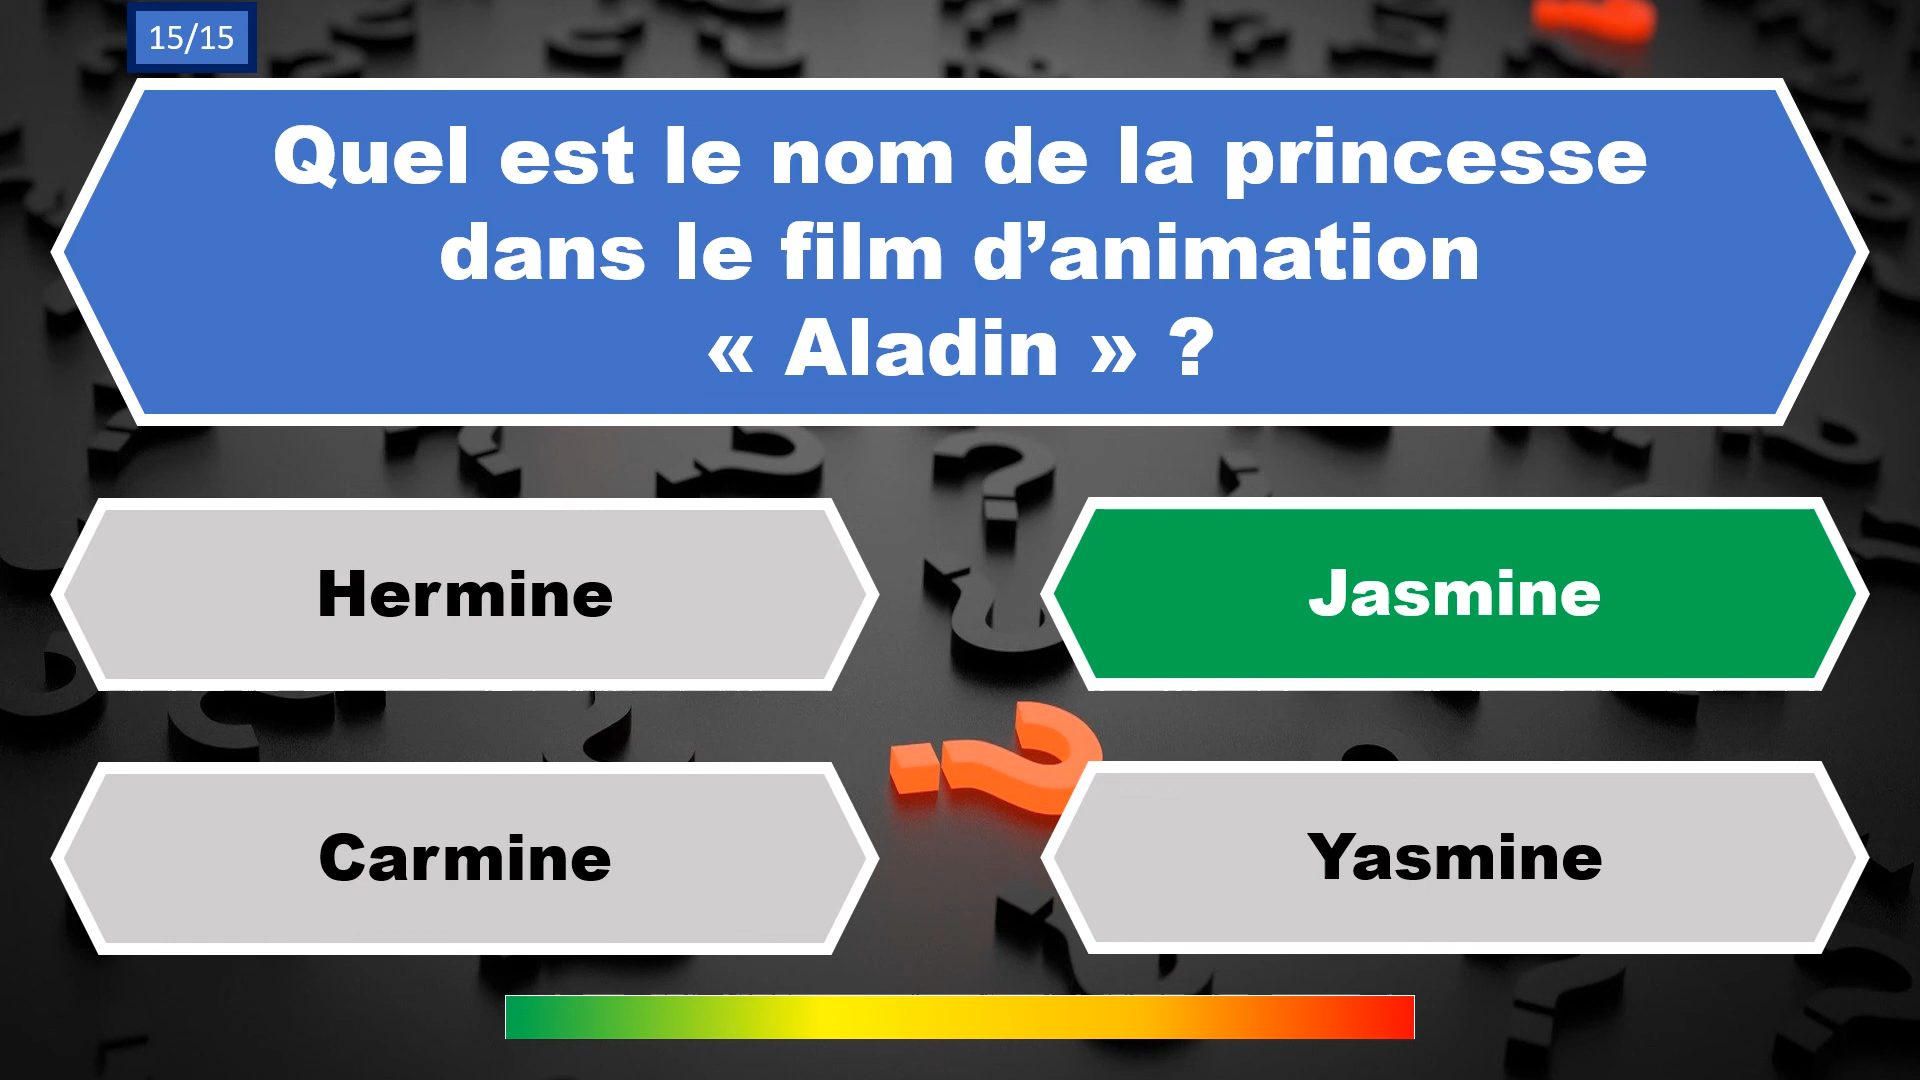 15/15
Quel est le nom de la princesse
dans le film d’animation
« Aladin » ?
Hermine
Jasmine
Carmine
Yasmine